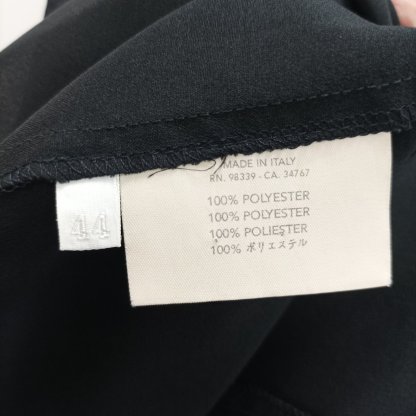 MADE IN ITALY
RN. 98339 - CA. 34767
100% POLYESTER
100% POLYESTER
100% POLIEŞTER
100% ポリエステル
44